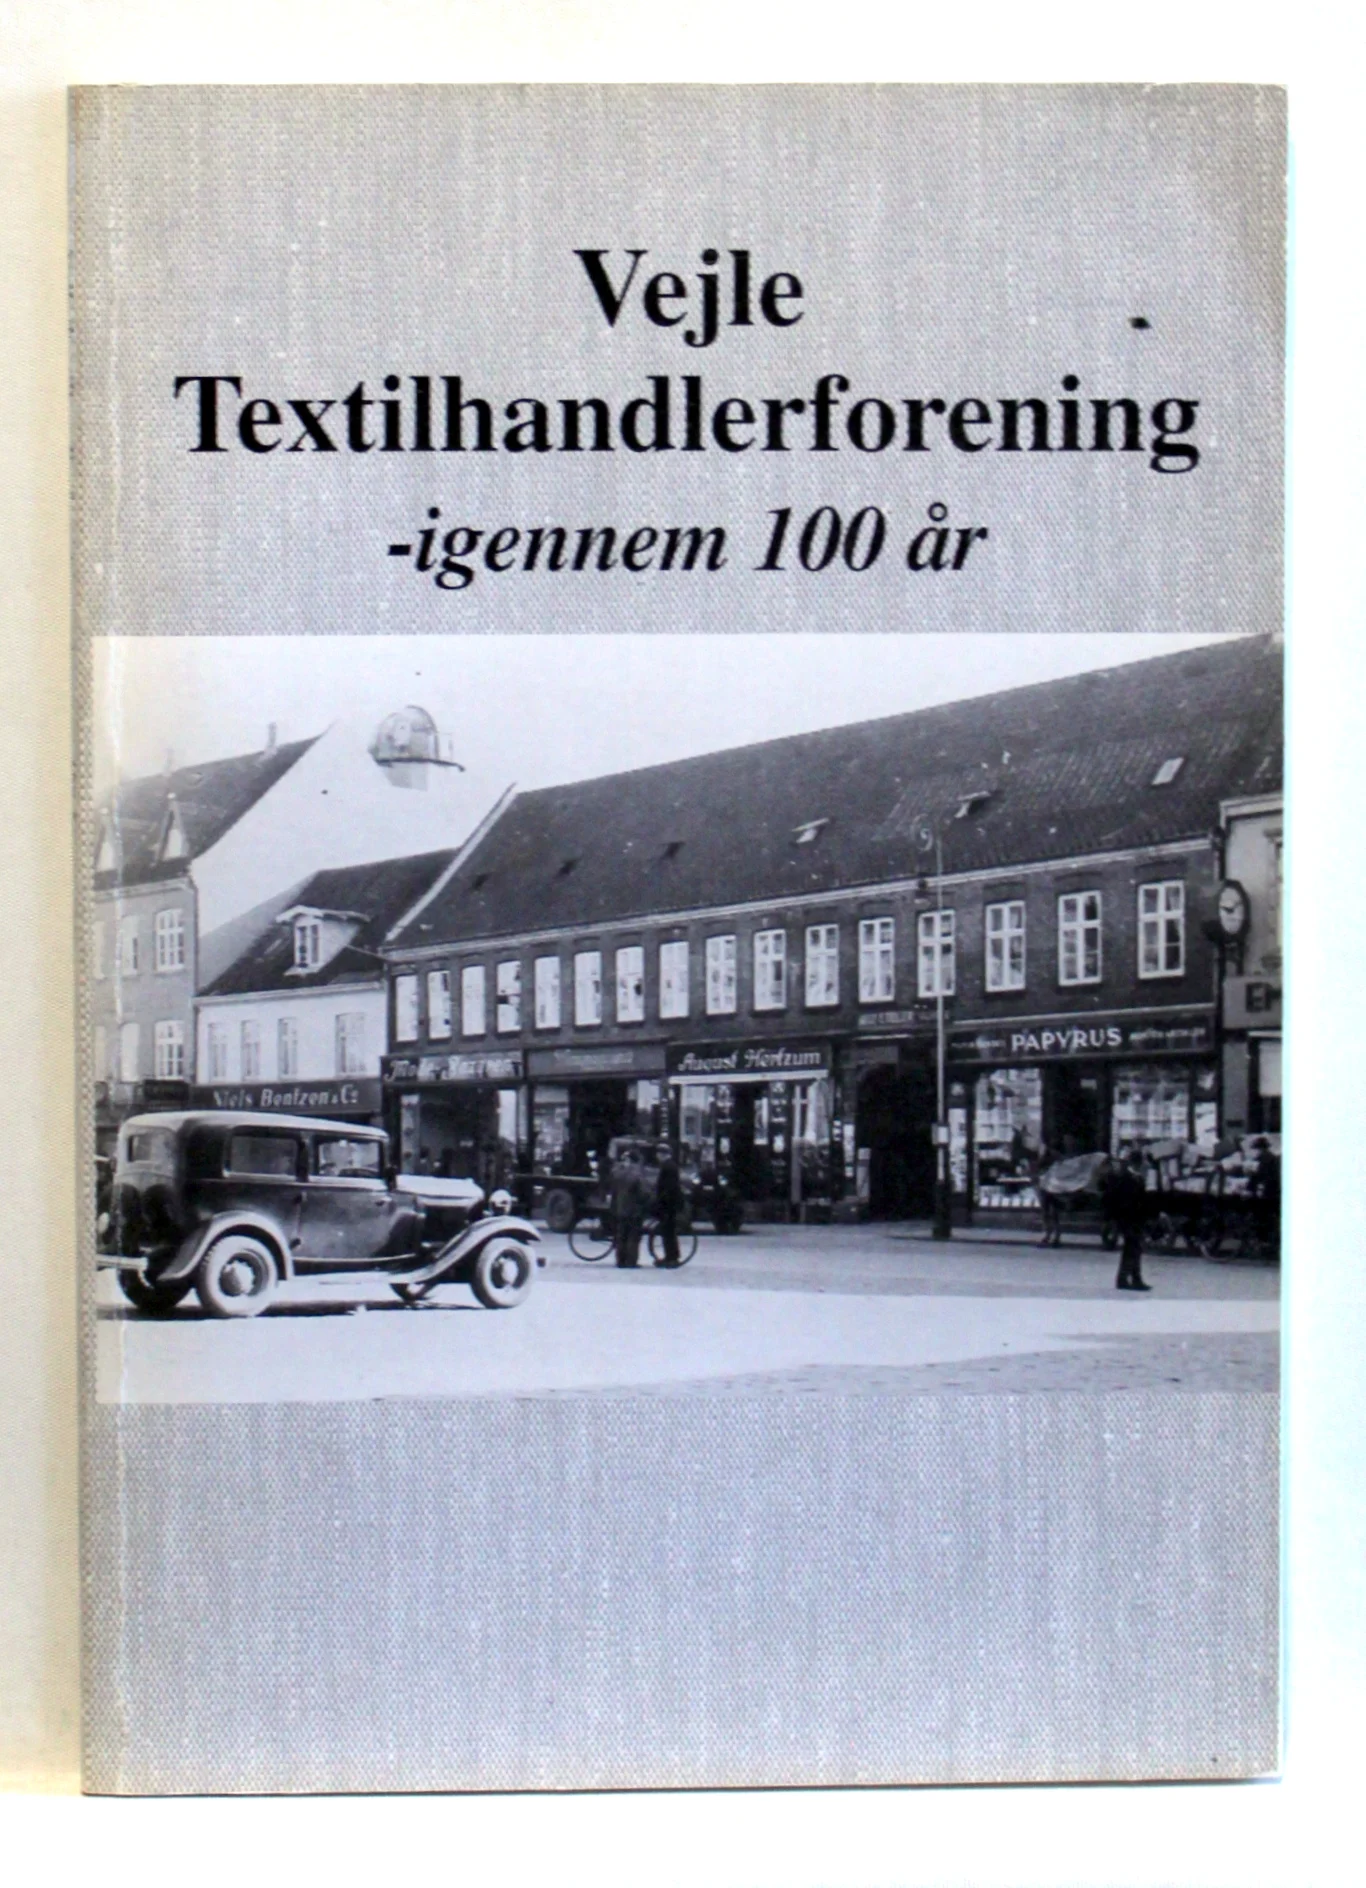 Vejle
Textilhandlerforening
-igennem 100 år
Niels Bentzen & Co
August Hertzum
PAPYRUS